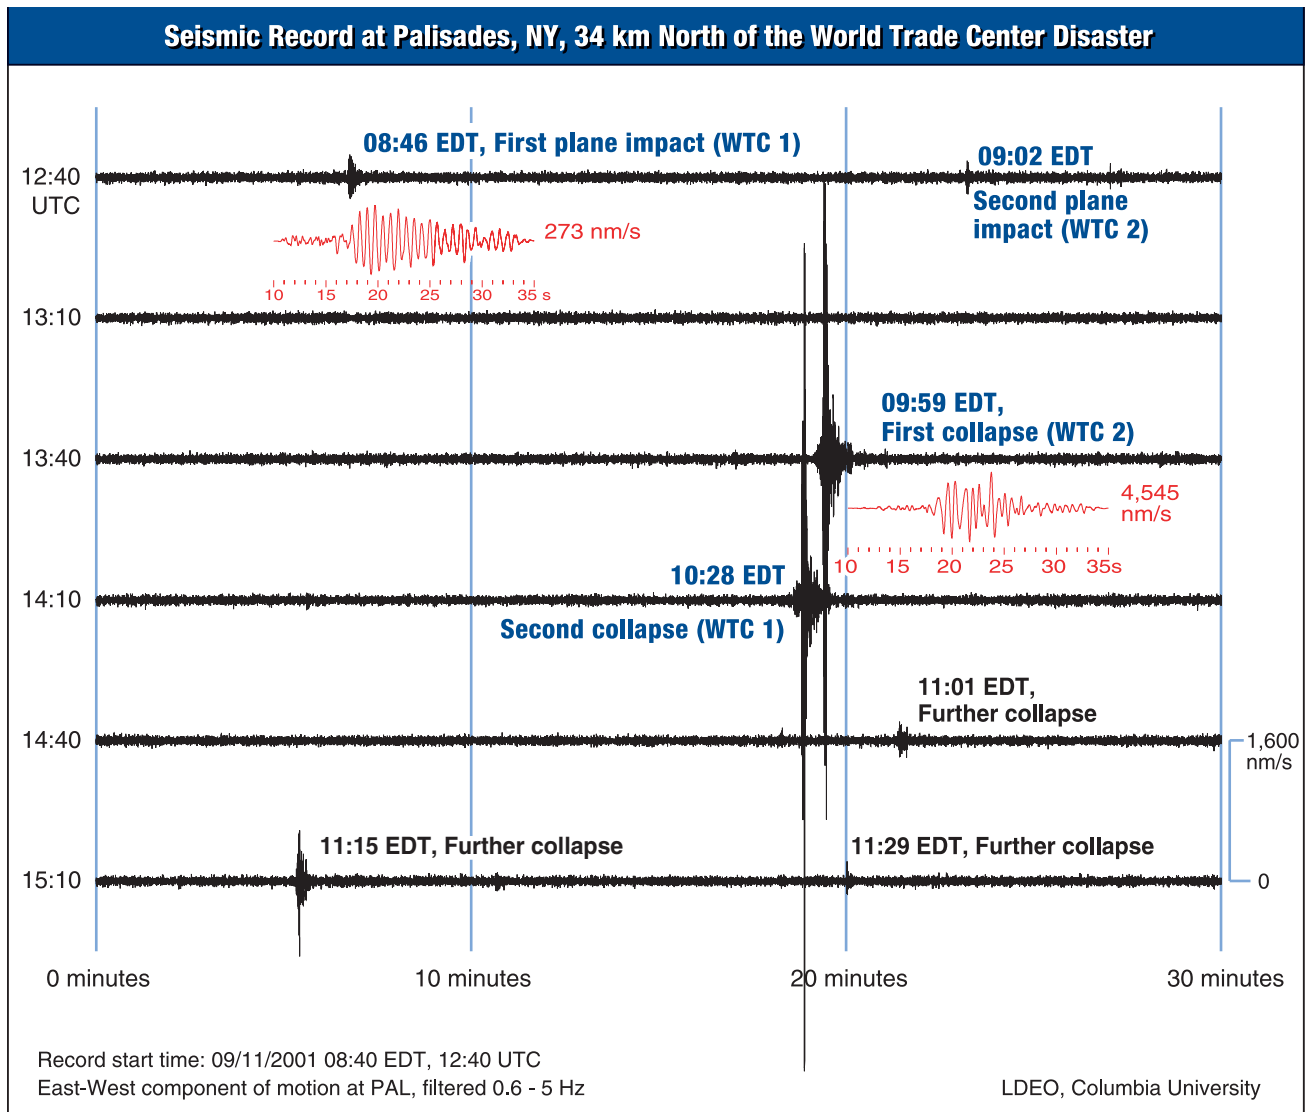 Seismic Record at Palisades, NY, 34 km North of the World Trade Center Disaster
08:46 EDT, First plane impact (WTC 1)
09:02 EDT
Second plane
impact (WTC 2)
12:40
UTC
273 nm/s
10 15 20 25 30 35 s
13:10
09:59 EDT,
First collapse (WTC 2)
13:40
4,545
nm/s
10 15 20 25 30 35s
10:28 EDT
14:10
Second collapse (WTC 1)
11:01 EDT,
Further collapse
14:40
1,600
nm/s
11:15 EDT, Further collapse
11:29 EDT, Further collapse
15:10
0
0 minutes 10 minutes 20 minutes 30 minutes
Record start time: 09/11/2001 08:40 EDT, 12:40 UTC
East-West component of motion at PAL, filtered 0.6 - 5 Hz
LDEO, Columbia University